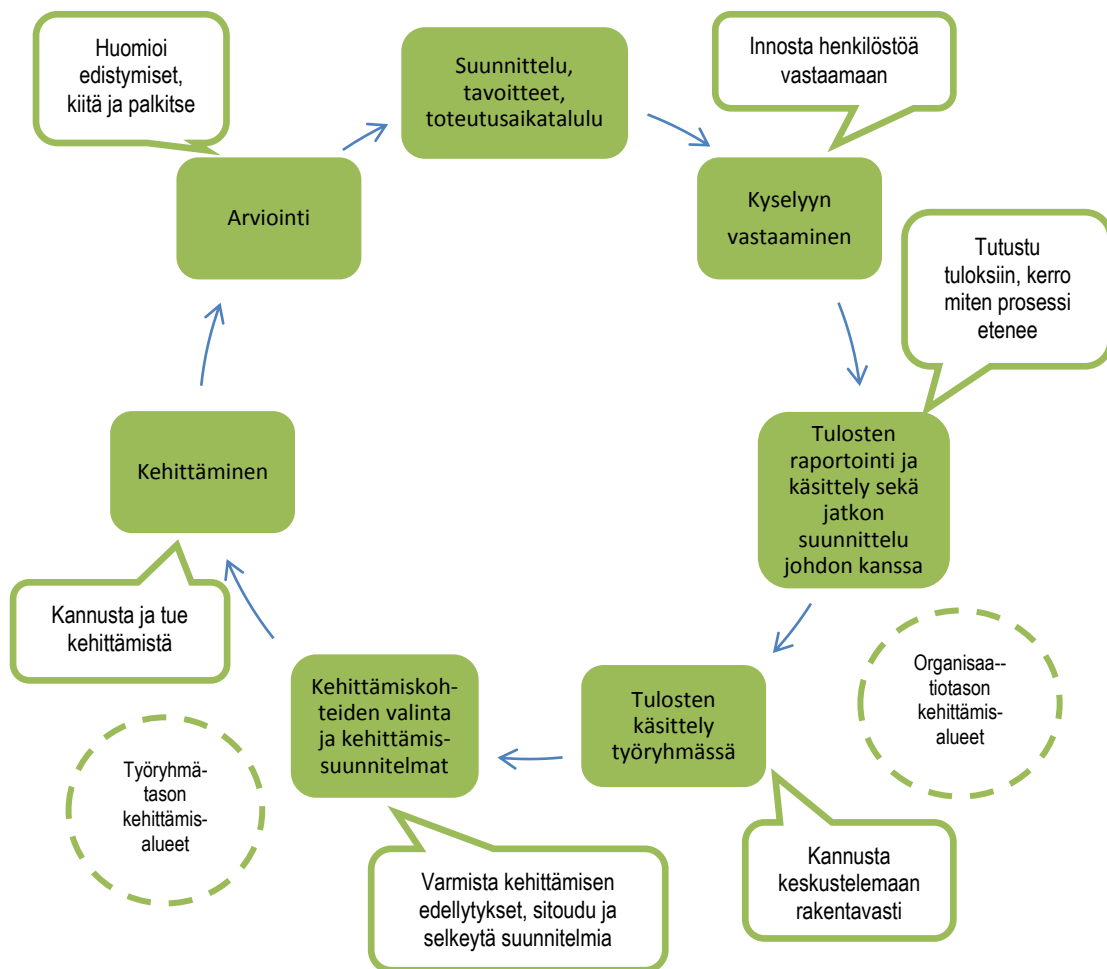 Huomioi
edistymiset,
kiitä ja palkitse
Suunnittelu,
tavoitteet,
toteutusaikatalulu
Innosta henkilöstöä
vastaamaan
Arviointi
Kyselyyn
vastaaminen
Tutustu
tuloksiin, kerro
miten prosessi
etenee
Kehittäminen
Tulosten
raportointi ja
käsittely sekä
jatkon
suunnittelu
johdon kanssa
Kannusta ja tue
kehittämistä
Organisaa--
tiotason
kehittämis-
alueet
Kehittämiskoh-
teiden valinta
ja kehittämis-
suunnitelmat
Tulosten
käsittely
työryhmässä
Työryhmä-
tason
kehittämis-
alueet
Varmista kehittämisen
edellytykset, sitoudu ja
selkeytä suunnitelmia
Kannusta
keskustelemaan
rakentavasti